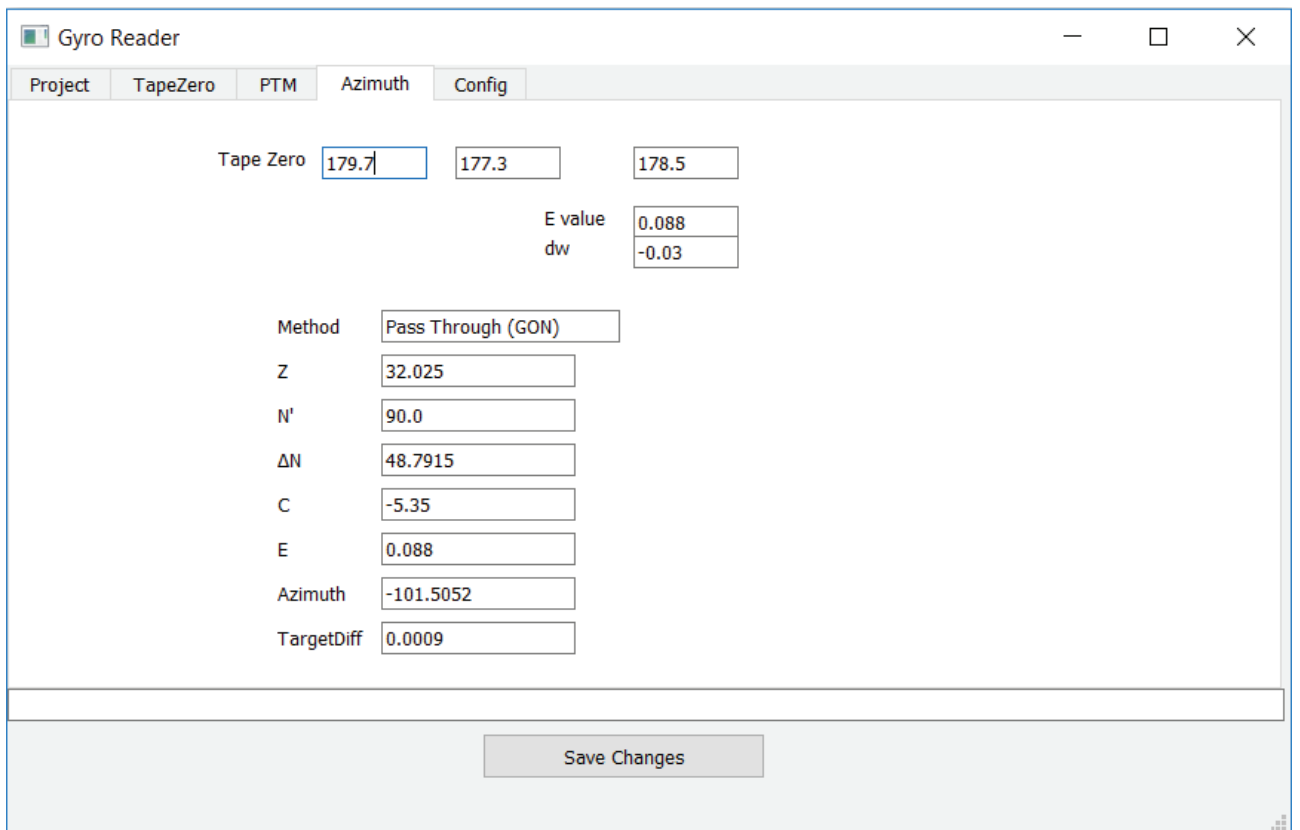 Gyro Reader
Project TapeZero PTM Azimuth Config
Tape Zero 179.7 177.3 178.5
E value 0.088
dw -0.03
Method Pass Through (GON)
Z 32.025
N' 90.0
ΔN 48.7915
C -5.35
E 0.088
Azimuth -101.5052
TargetDiff 0.0009
Save Changes